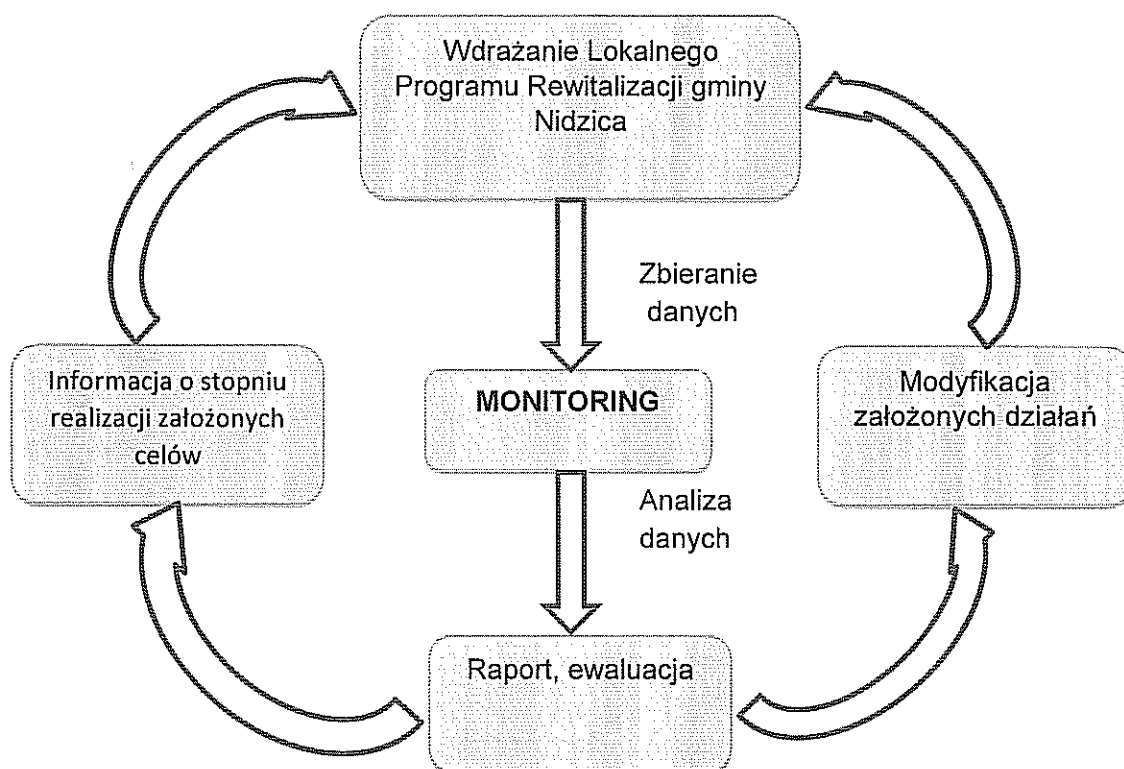 Wdrażanie Lokalnego
Programu Rewitalizacji gminy
Nidzica
Zbieranie
danych
Informacja o stopniu
realizacji założonych
celów
MONITORING
Modyfikacja
założonych działań
Analiza
danych
Raport, ewaluacja